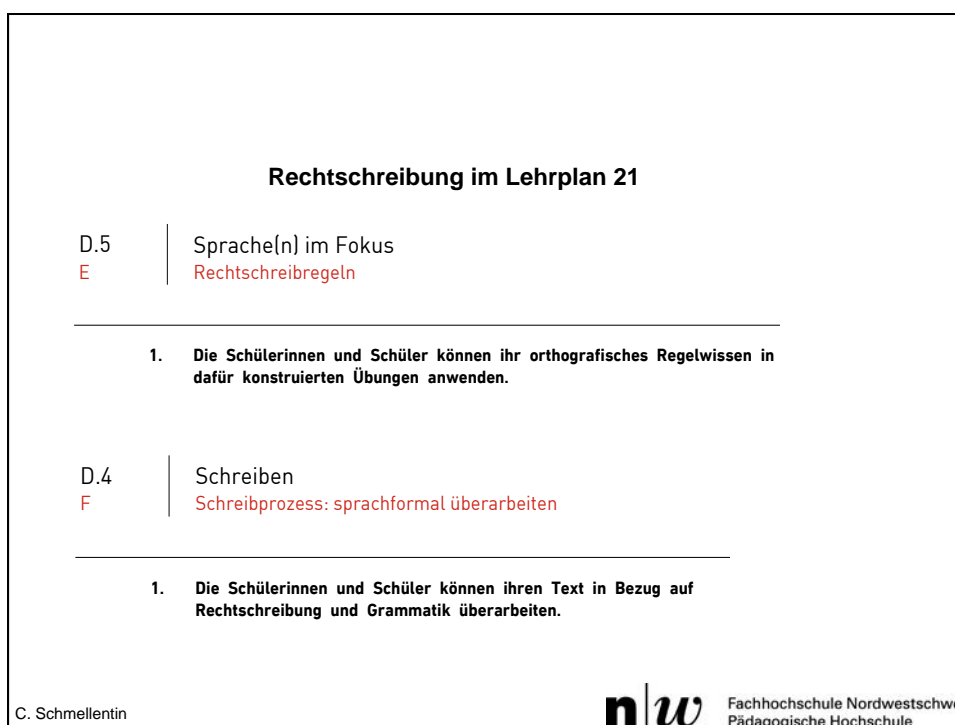 Rechtschreibung im Lehrplan 21
D.5 Sprache(n) im Fokus
E Rechtschreibregeln
1. Die Schülerinnen und Schüler können ihr orthografisches Regelwissen in
dafür konstruierten Übungen anwenden.
D.4 Schreiben
F Schreibprozess: sprachformal überarbeiten
1. Die Schülerinnen und Schüler können ihren Text in Bezug auf
Rechtschreibung und Grammatik überarbeiten.
C. Schmellentin
n|w Fachhochschule Nordwestschwe
Pädagogische Hochschule